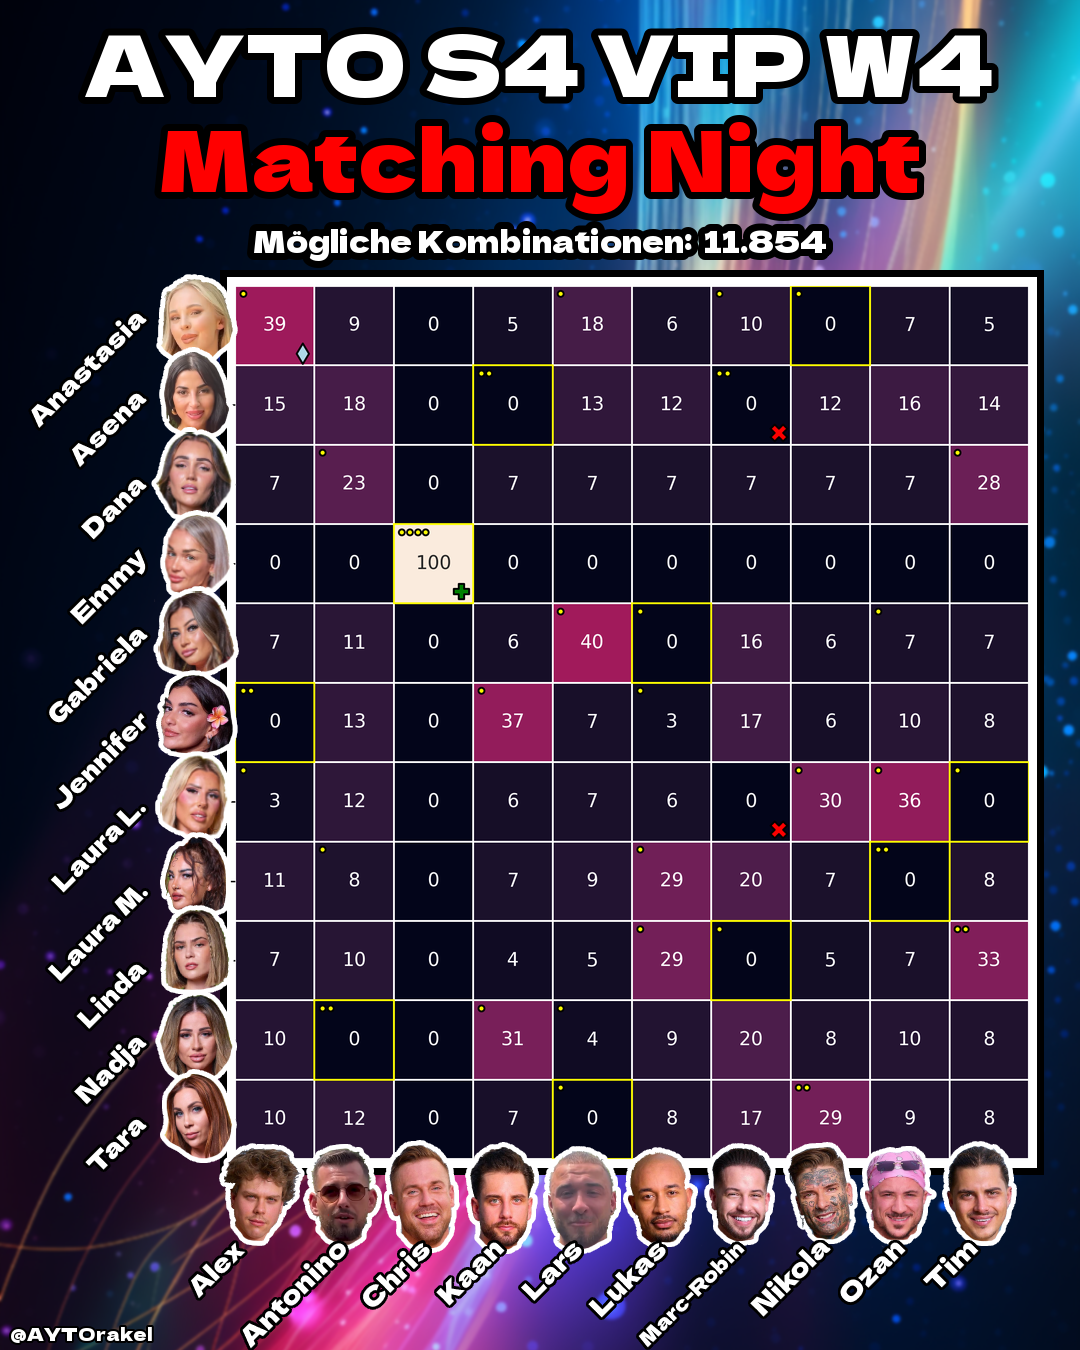 AYTO S4 VIP W4
Matching Night
Mögliche Kombinationen: 11.854
Anastasia 39 9 0 5 18 6 10 0 7 5
Asena 15 18 0 0 13 12 0 12 16 14
Dana 7 23 0 7 7 7 7 7 7 28
Emmy 0 0 100 0 0 0 0 0 0 0
Gabriela 7 11 0 6 40 0 16 6 7 7
Jennifer 0 13 0 37 7 3 17 6 10 8
Laura L. 3 12 0 6 7 6 0 30 36 0
Laura M. 11 8 0 7 9 29 20 7 0 8
Linda 7 10 0 4 5 29 0 5 7 33
Nadja 10 0 0 31 4 9 20 8 10 8
Tara 10 12 0 7 0 8 17 29 9 8
Alex Antonino Chris Kaan Lars Lukas Marc-Robin Nikola Ozan Tim
@AYTOrakel